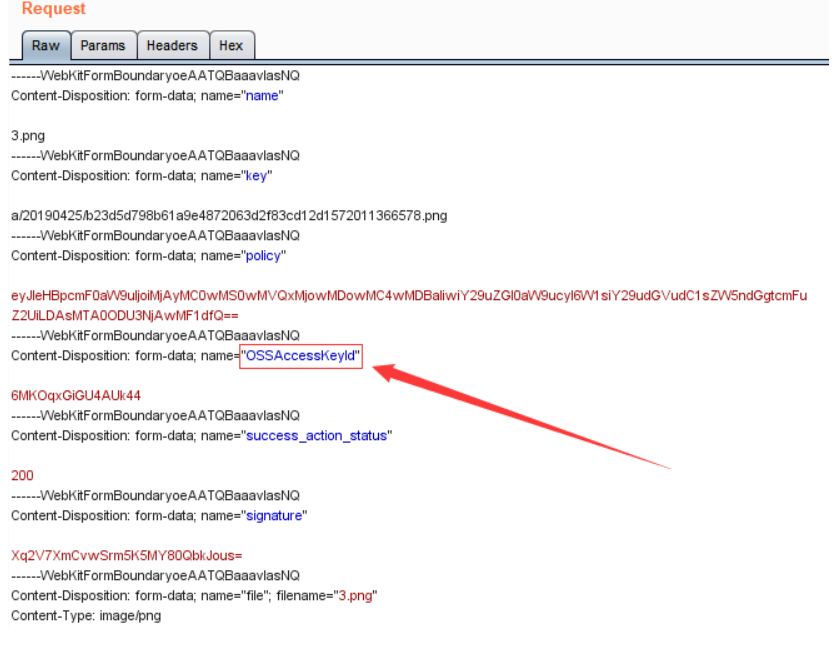 Request
Raw Params Headers Hex
------WebKitFormBoundaryoeAATQBaaavlasNQ
Content-Disposition: form-data; name="name"
3.png
------WebKitFormBoundaryoeAATQBaaavlasNQ
Content-Disposition: form-data; name="key"
a/20190425/b23d5d798b61a9e4872063d2f83cd12d1572011366578.png
------WebKitFormBoundaryoeAATQBaaavlasNQ
Content-Disposition: form-data; name="policy"
eyJleHBpcmF0aW9uIjoiMjAyMC0wMS0wMVQxMjowMDowMC4wMDBaIiwiY29uZGl0aW9ucyI6W1siY29udGVudC1sZW5ndGgtcmFu
Z2UiLDAsMTA0ODU3NjAwMF1dfQ==
------WebKitFormBoundaryoeAATQBaaavlasNQ
Content-Disposition: form-data; name="OSSAccessKeyId"
6MKOqxGiGU4AUk44
------WebKitFormBoundaryoeAATQBaaavlasNQ
Content-Disposition: form-data; name="success_action_status"
200
------WebKitFormBoundaryoeAATQBaaavlasNQ
Content-Disposition: form-data; name="signature"
Xq2V7XmCvwSrm5K5MY80QbkJous=
------WebKitFormBoundaryoeAATQBaaavlasNQ
Content-Disposition: form-data; name="file"; filename="3.png"
Content-Type: image/png